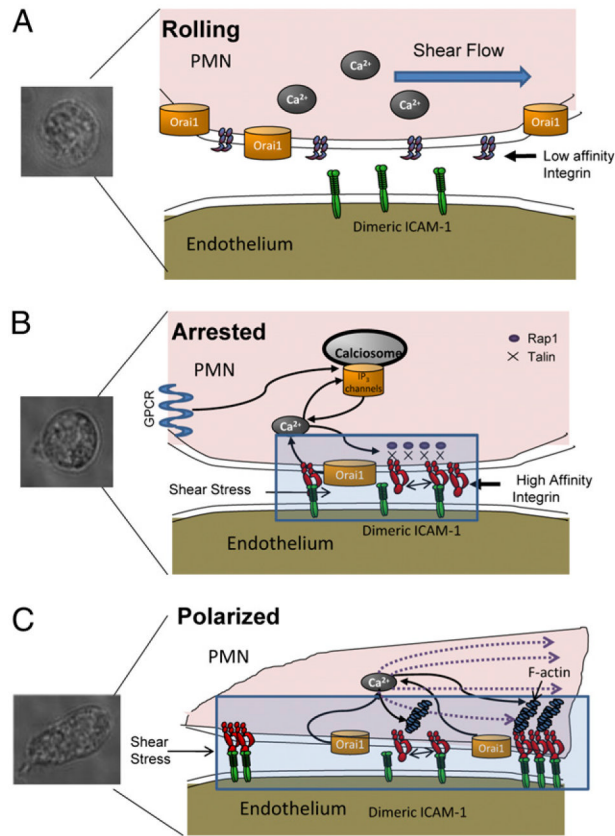 A
Rolling
PMN
Ca2+
Shear Flow
Ca2+
Ca2+
Orai1
Orai1
Orai1
Low affinity
Integrin
Dimeric ICAM-1
Endothelium
B
Arrested
PMN
Calciosome
IP3
channels
Rap1
Talin
GPCR
Ca2+
Orai1
Shear Stress
High Affinity
Integrin
Dimeric ICAM-1
Endothelium
C
Polarized
PMN
F-actin
Ca2+
Shear
Stress
Orai1
Orai1
Endothelium
Dimeric ICAM-1